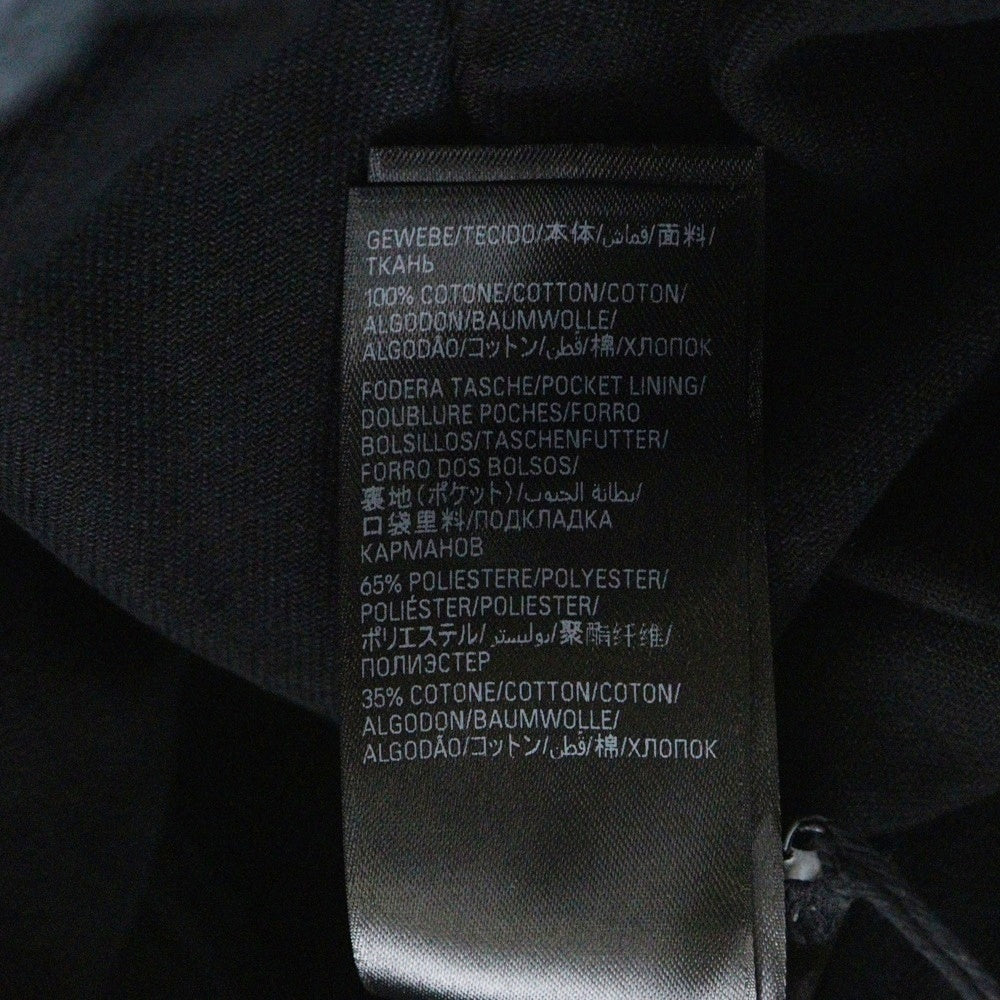 GEWEBE/TECIDO/本体/قماش/面料/
ТКАНЬ
100% COTONE/COTTON/COTON/
ALGODON/BAUMWOLLE/
ALGODÃO/コットン/قطن/棉/ХЛОПОК
FODERA TASCHE/POCKET LINING/
DOUBLURE POCHES/FORRO
BOLSILLOS/TASCHENFUTTER/
FORRO DOS BOLSOS/
裏地(ポケット)/بطانة الجيوب/
口袋里料/ПОДКЛАДКА
КАРМАНОВ
65% POLIESTERE/POLYESTER/
POLIÉSTER/POLIESTER/
ポリエステル/بوليستر/聚酯纤维/
ПОЛИЭСТЕР
35% COTONE/COTTON/COTON/
ALGODON/BAUMWOLLE/
ALGODÃO/コットン/قطن/棉/ХЛОПОК